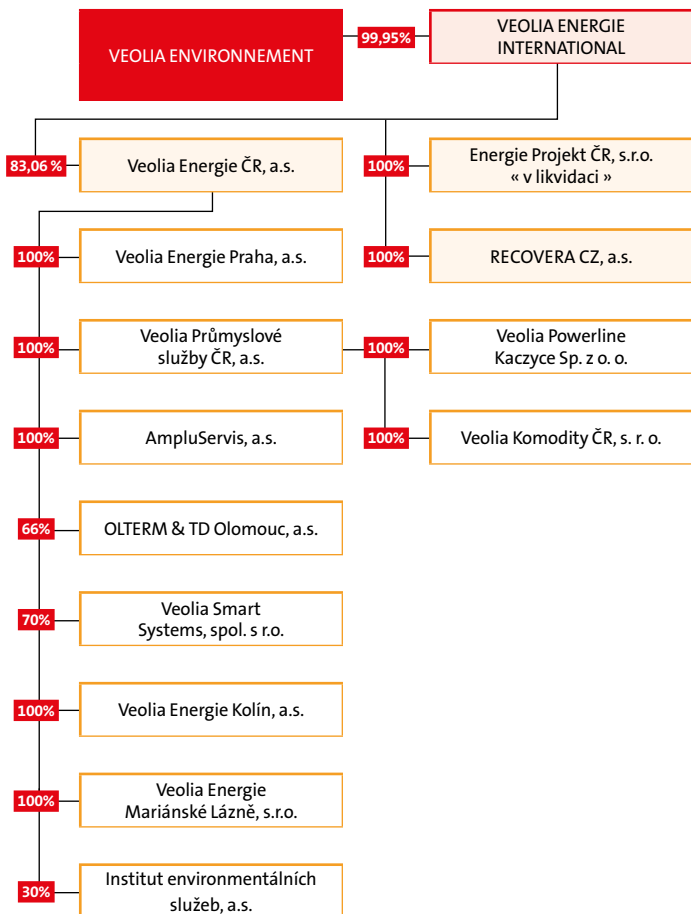 VEOLIA ENVIRONNEMENT
99,95%
VEOLIA ENERGIE
INTERNATIONAL
83,06 %
Veolia Energie ČR, a.s.
100%
Energie Projekt ČR, s.r.o.
« v likvidaci »
100%
Veolia Energie Praha, a.s.
100%
RECOVERA CZ, a.s.
100%
Veolia Průmyslové
služby ČR, a.s.
100%
Veolia Powerline
Kaczyce Sp. z o. o.
100%
AmpluServis, a.s.
100%
Veolia Komodity ČR, s. r. o.
66%
OLTERM & TD Olomouc, a.s.
70%
Veolia Smart
Systems, spol. s r.o.
100%
Veolia Energie Kolín, a.s.
100%
Veolia Energie
Mariánské Lázně, s.r.o.
30%
Institut environmentálních
služeb, a.s.